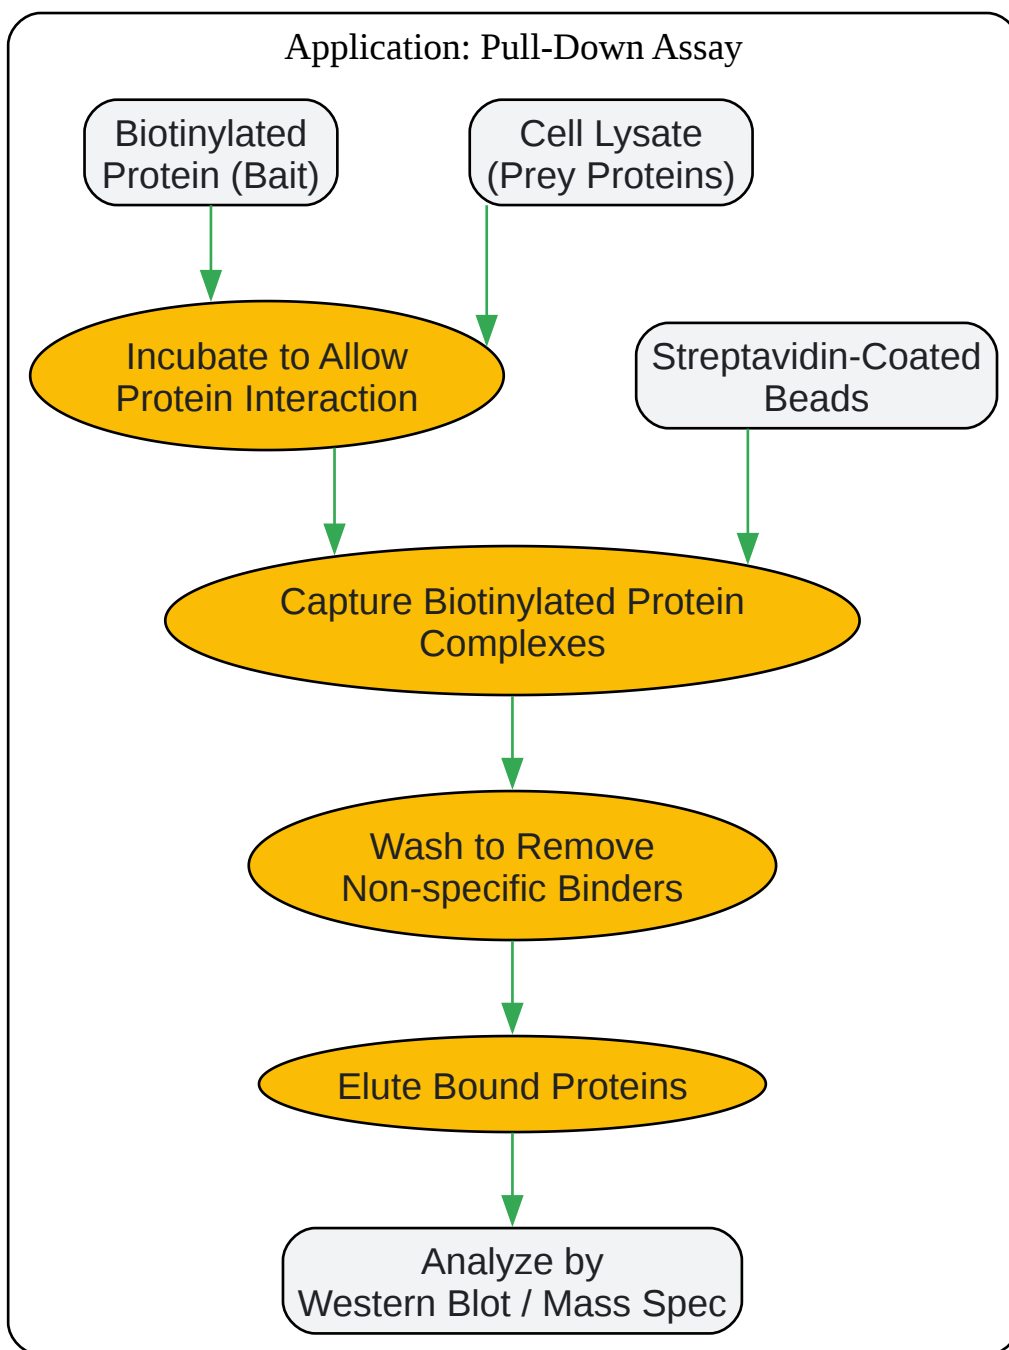 Application: Pull-Down Assay
Biotinylated
Protein (Bait)
Cell Lysate
(Prey Proteins)
Incubate to Allow
Protein Interaction
Streptavidin-Coated
Beads
Capture Biotinylated Protein
Complexes
Wash to Remove
Non-specific Binders
Elute Bound Proteins
Analyze by
Western Blot / Mass Spec